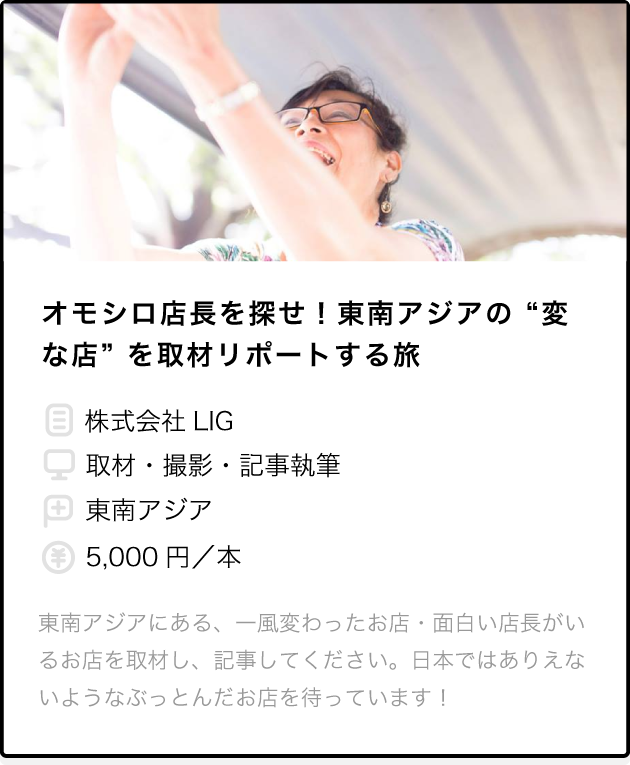 オモシロ店長を探せ！東南アジアの “変
な店” を取材リポートする旅
株式会社 LIG
取材・撮影・記事執筆
東南アジア
5,000 円／本
東南アジアにある、一風変わったお店・面白い店長がい
るお店を取材し、記事してください。日本ではありえな
いようなぶっとんだお店を待っています！